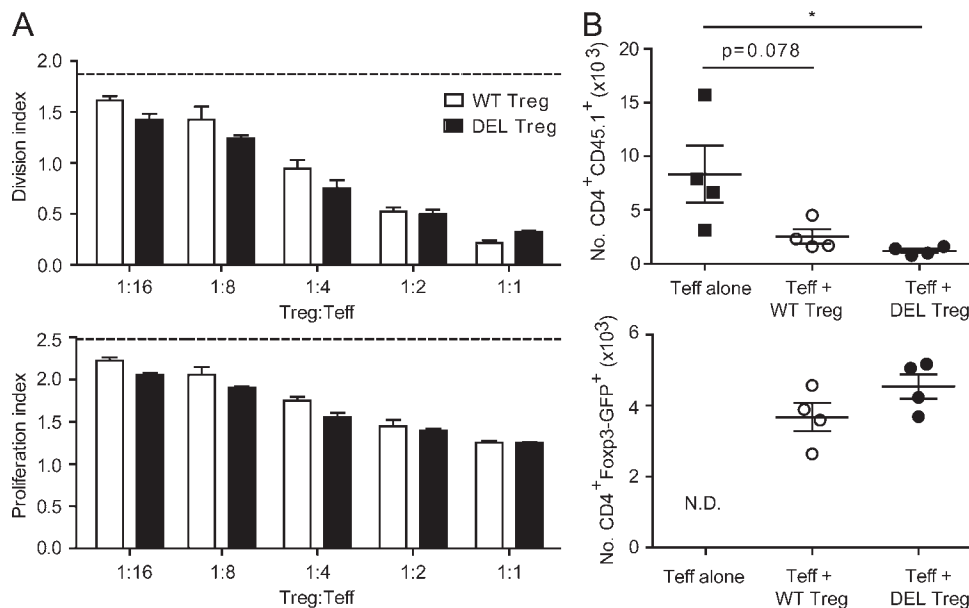 A
Division index
2.0
1.5
1.0
0.5
0.0
WT Treg
DEL Treg
1:16 1:8 1:4 1:2 1:1
Treg:Teff
Proliferation index
2.5
2.0
1.5
1.0
0.5
0.0
1:16 1:8 1:4 1:2 1:1
Treg:Teff
B
No. CD4+CD45.1+ (x10³)
20
15
10
5
0
*
p=0.078
Teff alone Teff + Teff +
WT Treg DEL Treg
No. CD4+Foxp3-GFP+ (x10³)
6
4
2
0
N.D.
Teff alone Teff + Teff +
WT Treg DEL Treg